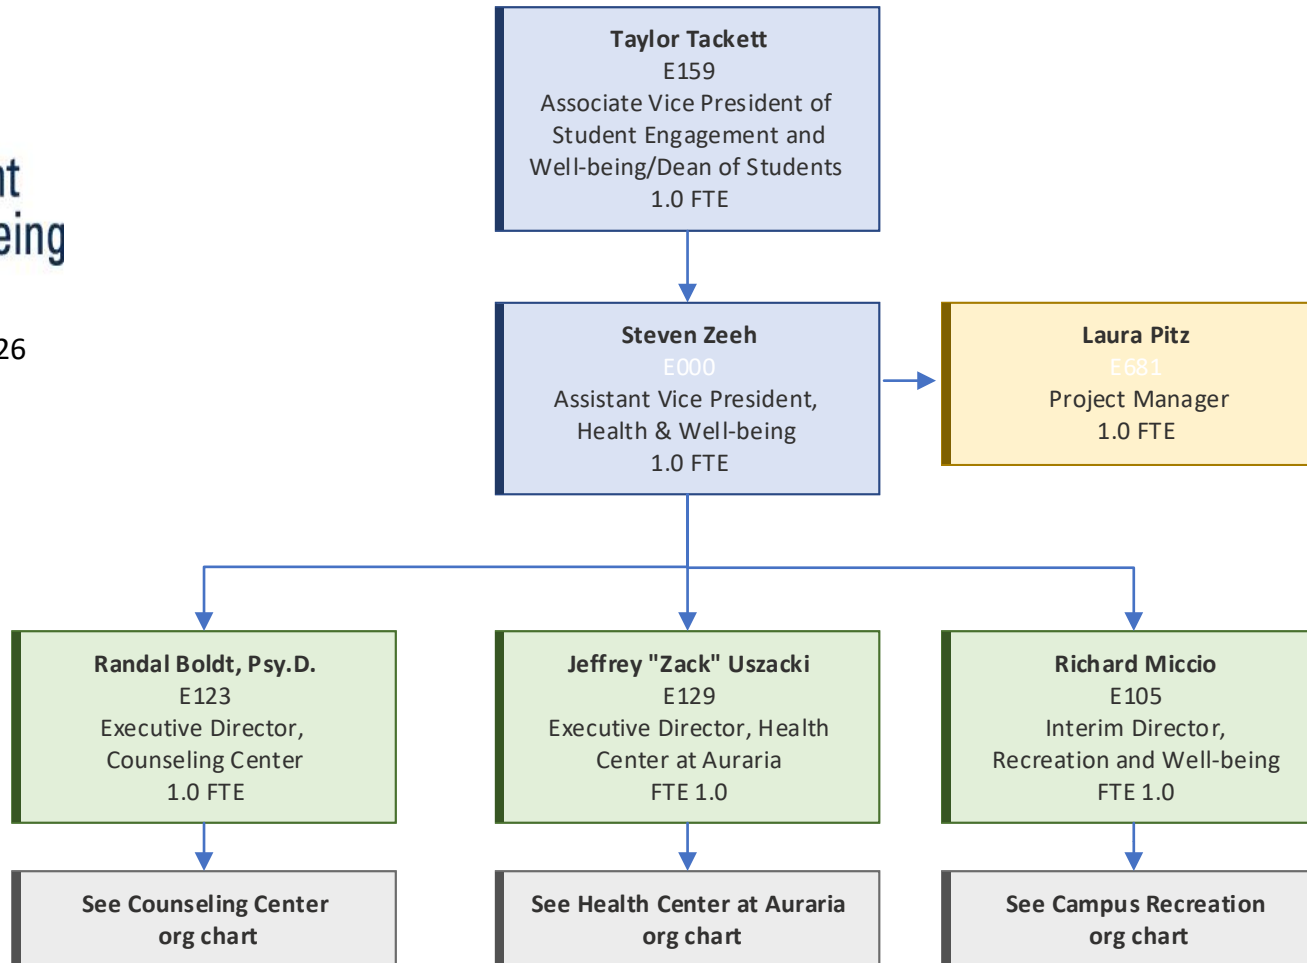 Taylor Tackett
E159
Associate Vice President of
Student Engagement and
Well-being/Dean of Students
1.0 FTE
nt
eing
26
Steven Zeeh
E000
Assistant Vice President,
Health & Well-being
1.0 FTE
Laura Pitz
E681
Project Manager
1.0 FTE
Randal Boldt, Psy.D.
E123
Executive Director,
Counseling Center
1.0 FTE
Jeffrey "Zack" Uszacki
E129
Executive Director, Health
Center at Auraria
FTE 1.0
Richard Miccio
E105
Interim Director,
Recreation and Well-being
FTE 1.0
See Counseling Center
org chart
See Health Center at Auraria
org chart
See Campus Recreation
org chart